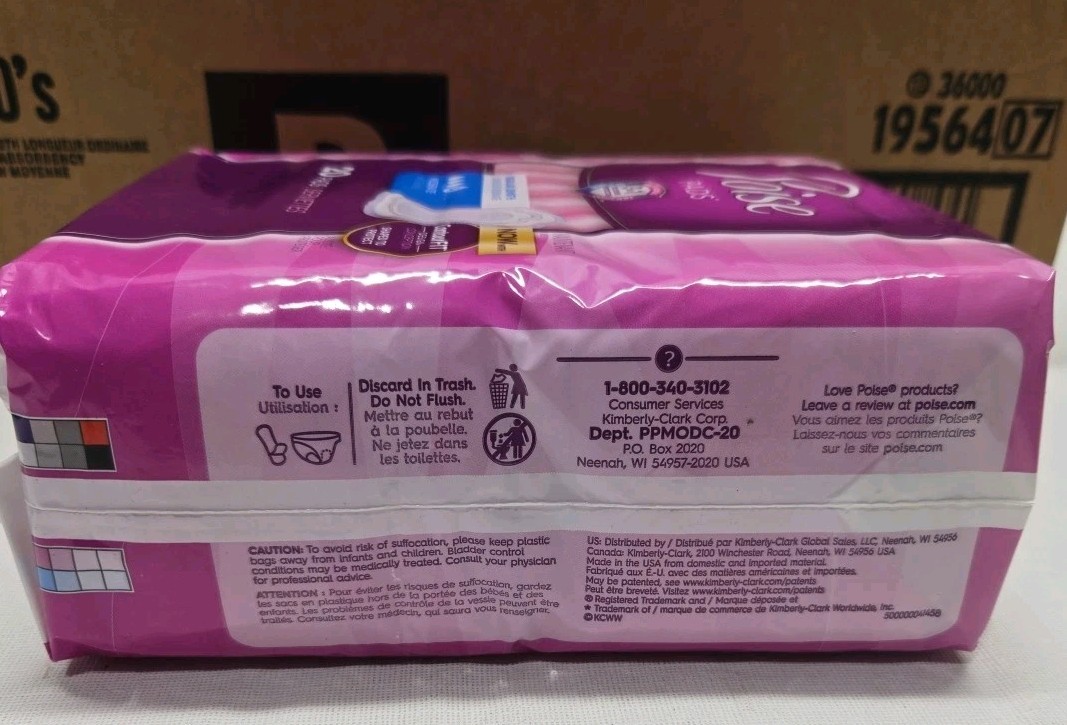 0's
36000
19564 07
ABSORBENCY
MOYENNE
20
Poise
NOW
To Use
Utilisation :
Discard In Trash.
Do Not Flush.
Mettre au rebut
à la poubelle.
Ne jetez dans
les toilettes.
?
1-800-340-3102
Consumer Services
Kimberly-Clark Corp.
Dept. PPMODC-20
P.O. Box 2020
Neenah, WI 54957-2020 USA
Love Poise® products?
Leave a review at poise.com
Vous aimez les produits Poise®?
Laissez-nous vos commentaires
sur le site poise.com
CAUTION: To avoid risk of suffocation, please keep plastic
bags away from infants and children. Bladder control
conditions may be medically treated. Consult your physician
for professional advice.
ATTENTION : Pour éviter les risques de suffocation, gardez
les sacs en plastique hors de la portée des bébés et des
enfants. Les problèmes de contrôle de la vessie peuvent être
traités. Consultez votre médecin, qui saura vous renseigner.
US: Distributed by / Distribué par Kimberly-Clark Global Sales, LLC, Neenah, WI 54956
Canada: Kimberly-Clark, 2100 Winchester Road, Neenah, WI 54956 USA
Made in the USA from domestic and imported material.
Fabriqué aux É.-U. avec des matières américaines et importées.
May be patented, see www.kimberly-clark.com/patents
Peut être breveté. Visitez www.kimberly-clark.com/patents
® Registered Trademark and / Marque déposée et
* Trademark of / marque de commerce de Kimberly-Clark Worldwide, Inc.
©KCWW